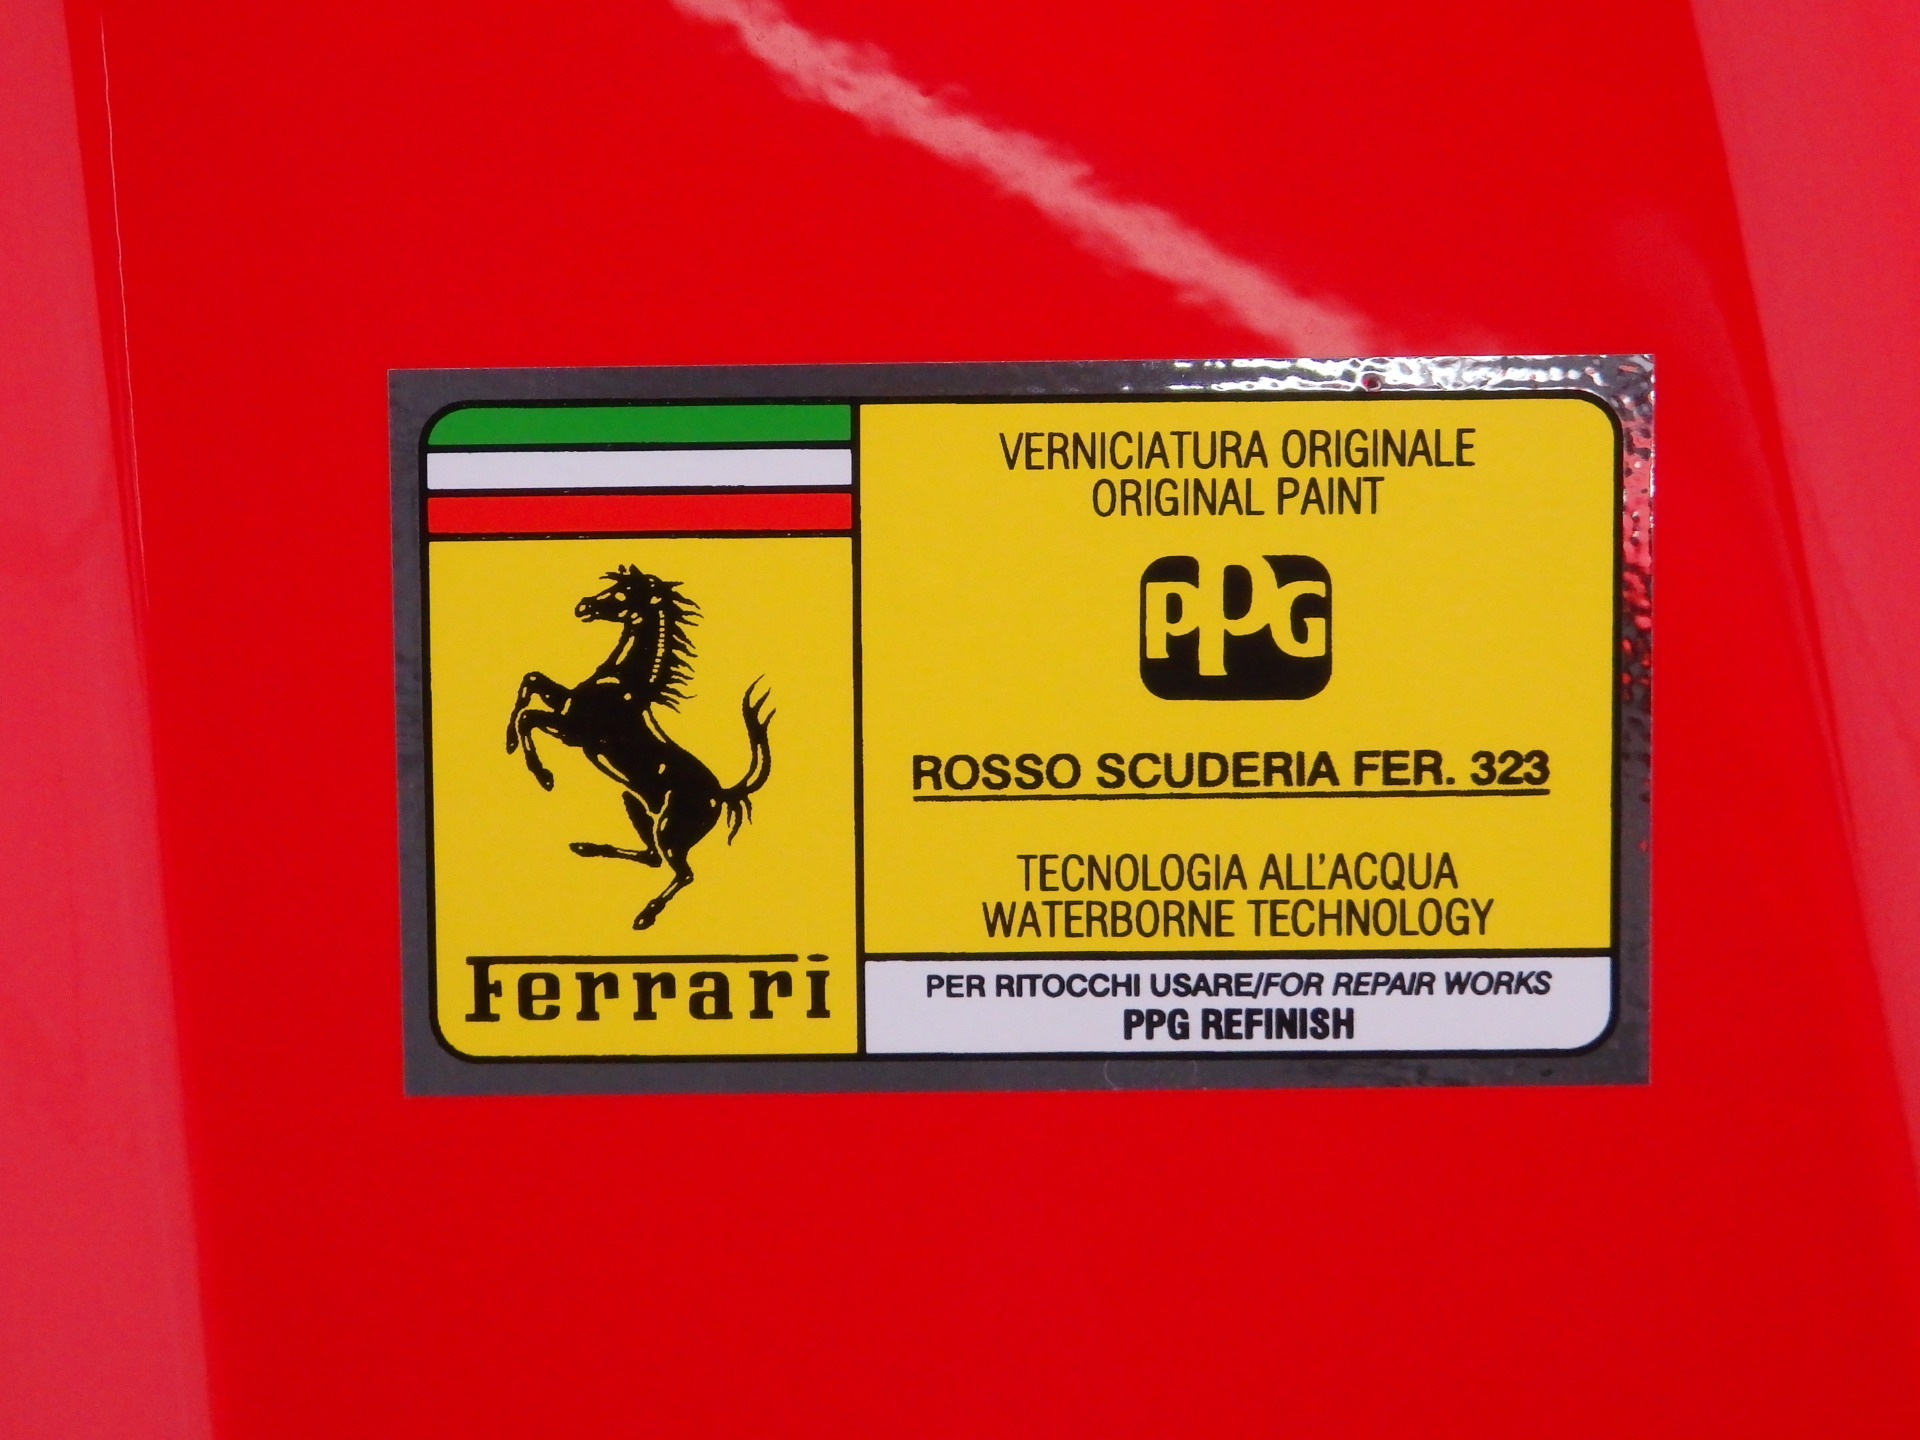 Ferrari
VERNICIATURA ORIGINALE
ORIGINAL PAINT
PPG
ROSSO SCUDERIA FER. 323
TECNOLOGIA ALL'ACQUA
WATERBORNE TECHNOLOGY
PER RITOCCHI USARE/FOR REPAIR WORKS
PPG REFINISH